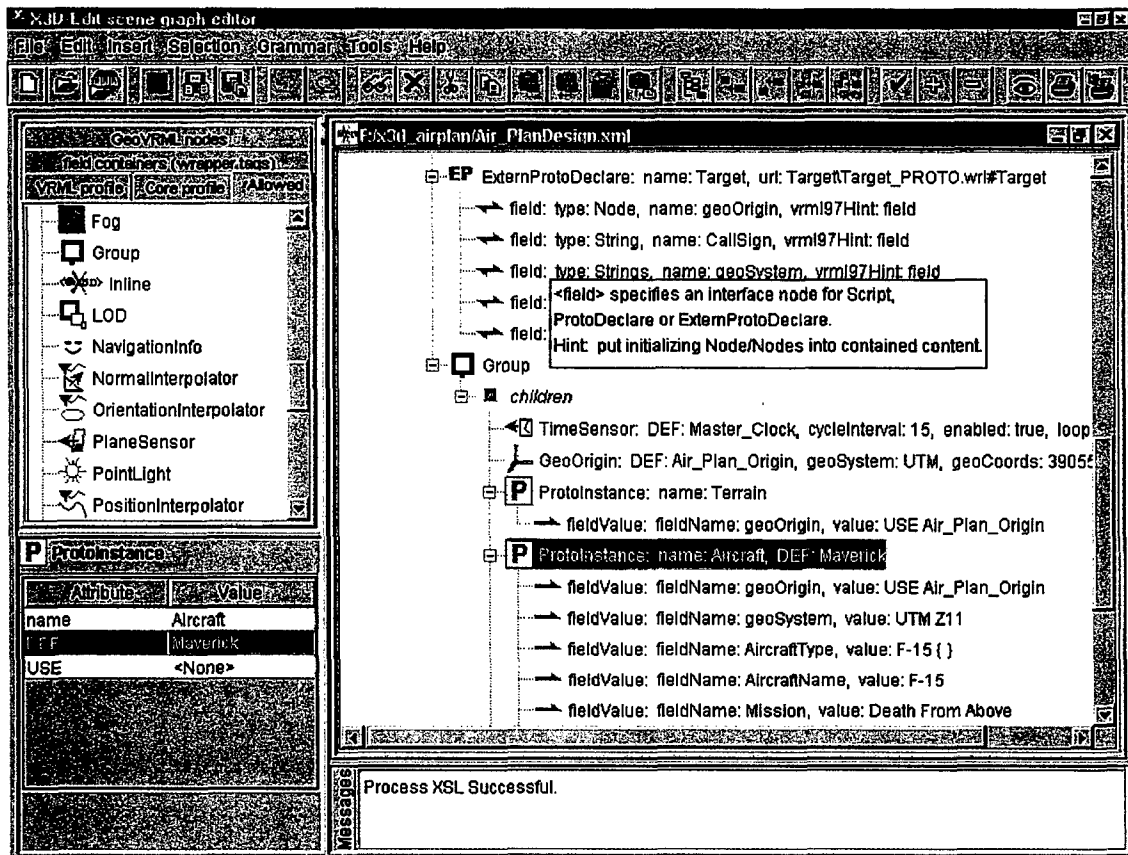 X3D-Edit scene graph editor
File Edit Insert Selection Grammar Tools Help
GeoVRML nodes
field containers (wrapper tags)
VRML profile Core profile Allowed
Fog
Group
Inline
LOD
NavigationInfo
NormalInterpolator
OrientationInterpolator
PlaneSensor
PointLight
PositionInterpolator
P ProtoInstance
Attribute Value
name Aircraft
DEF Maverick
USE <None>
F:/x3d_airplan/Air_PlanDesign.xml
EP ExternProtoDeclare: name: Target, url: Target\Target_PROTO.wrl#Target
field: type: Node, name: geoOrigin, vrml97Hint: field
field: type: String, name: CallSign, vrml97Hint: field
field: type: Strings, name: geoSystem, vrml97Hint: field
field:
field:
<field> specifies an interface node for Script,
ProtoDeclare or ExternProtoDeclare.
Hint: put initializing Node/Nodes into contained content.
Group
children
TimeSensor: DEF: Master_Clock, cycleInterval: 15, enabled: true, loop
GeoOrigin: DEF: Air_Plan_Origin, geoSystem: UTM, geoCoords: 39055
P ProtoInstance: name: Terrain
fieldValue: fieldName: geoOrigin, value: USE Air_Plan_Origin
P ProtoInstance: name: Aircraft, DEF: Maverick
fieldValue: fieldName: geoOrigin, value: USE Air_Plan_Origin
fieldValue: fieldName: geoSystem, value: UTM Z11
fieldValue: fieldName: AircraftType, value: F-15 { }
fieldValue: fieldName: AircraftName, value: F-15
fieldValue: fieldName: Mission, value: Death From Above
Messages
Process XSL Successful.